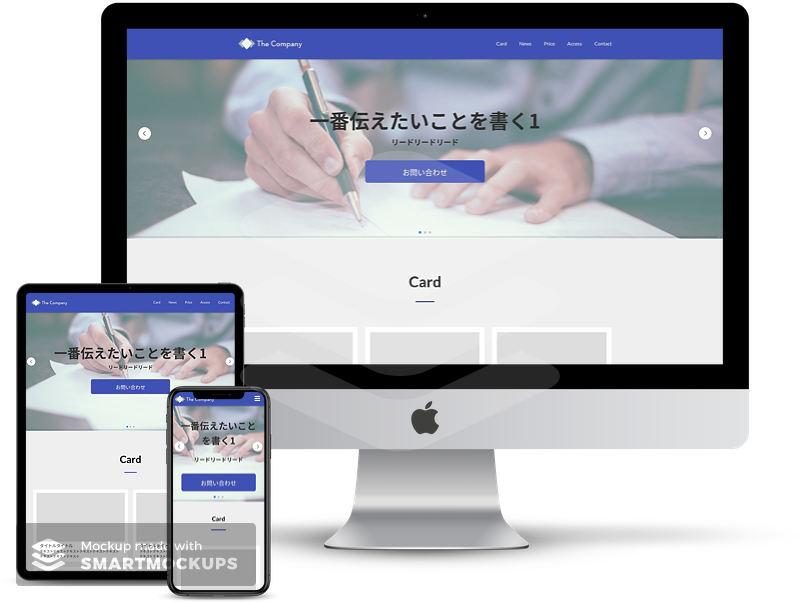 The Company
Card News Price Access Contact
一番伝えたいことを書く1
リードリードリード
お問い合わせ
Card
The Company
Card News Price Access Contact
一番伝えたいことを書く1
リードリードリード
お問い合わせ
Card
タイトルタイトル
The Company
一番伝えたいこと
を書く1
リードリードリード
お問い合わせ
Card
Mockup made with
SMARTMOCKUPS